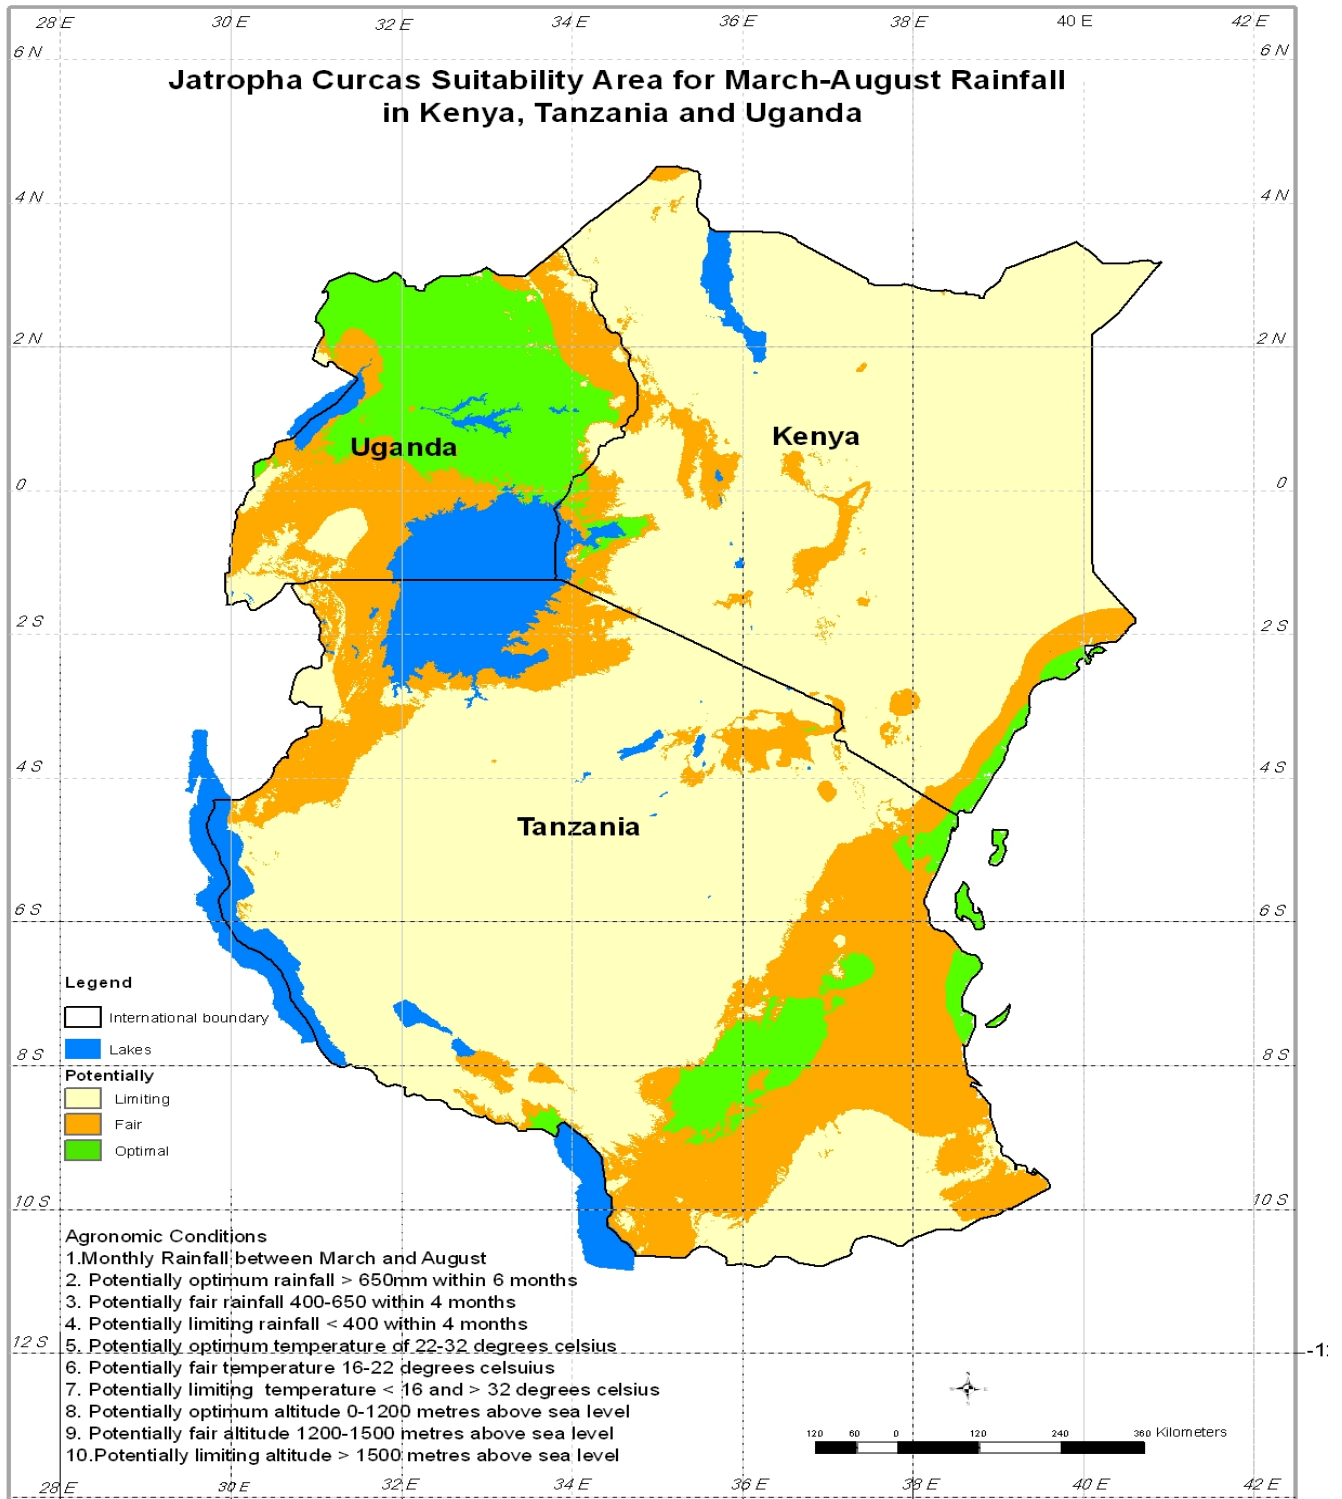 28 E 30 E 32 E 34 E 36 E 38 E 40 E 42 E
6 N 6 N
Jatropha Curcas Suitability Area for March-August Rainfall
in Kenya, Tanzania and Uganda
4 N 4 N
2 N 2 N
Kenya
Uganda
0 0
2 S 2 S
4 S 4 S
Tanzania
6 S 6 S
Legend
International boundary
Lakes
8 S 8 S
Potentially
Limiting
Fair
Optimal
10 S 10 S
Agronomic Conditions
1.Monthly Rainfall between March and August
2. Potentially optimum rainfall > 650mm within 6 months
3. Potentially fair rainfall 400-650 within 4 months
4. Potentially limiting rainfall < 400 within 4 months
12 S
5. Potentially optimum temperature of 22-32 degrees celsius
6. Potentially fair temperature 16-22 degrees celsuius
7. Potentially limiting temperature < 16 and > 32 degrees celsius
8. Potentially optimum altitude 0-1200 metres above sea level
9. Potentially fair altitude 1200-1500 metres above sea level
10.Potentially limiting altitude > 1500 metres above sea level
120 60 0 120 240 360 Kilometers
28 E 30 E 32 E 34 E 36 E 38 E 40 E 42 E